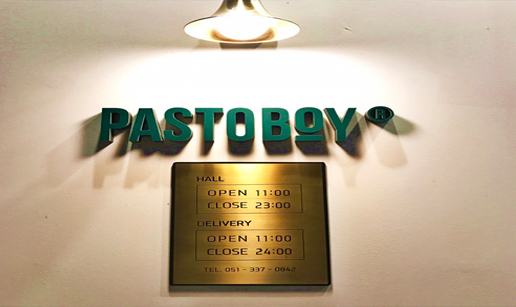 PASTOBOY®
HALL
OPEN 11:00
CLOSE 23:00
DELIVERY
OPEN 11:00
CLOSE 24:00
TEL. 051 - 337 - 0842